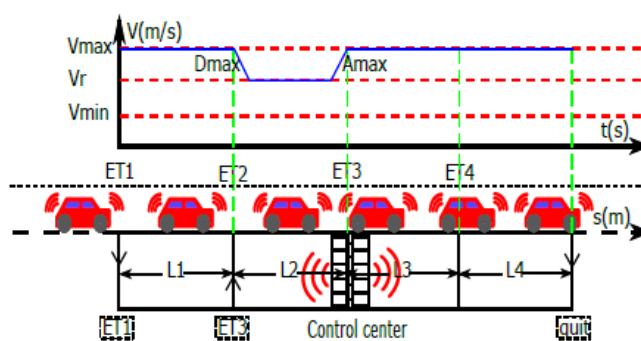 V(m/s)
Vmax
Dmax
Amax
Vr
Vmin
t(s)
ET1
ET2
ET3
ET4
s(m)
L1
L2
L3
L4
ET1
ET3
Control center
quit